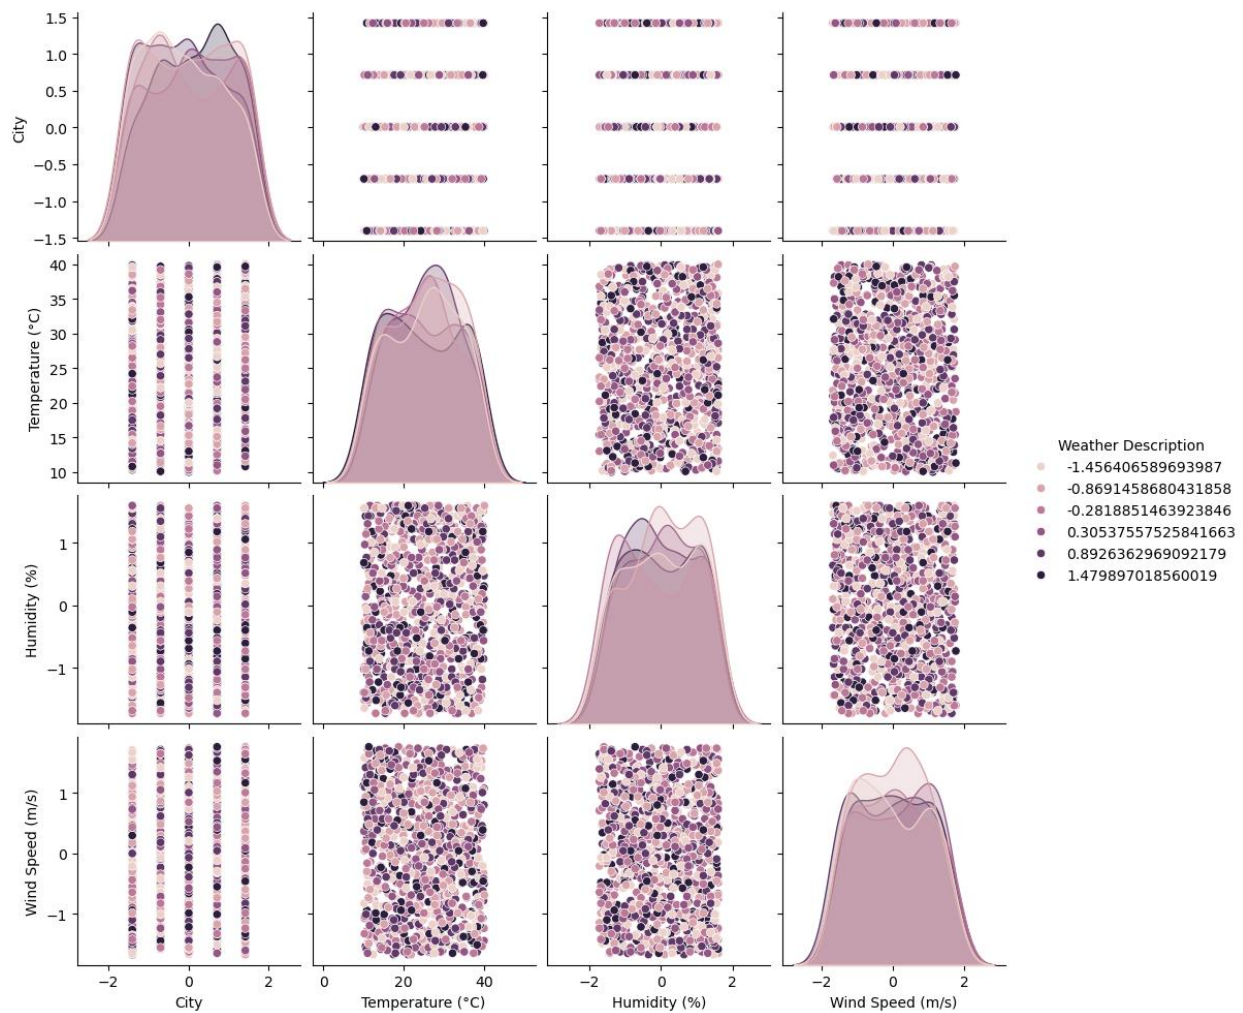 1.5
1.0
0.5
0.0
−0.5
−1.0
−1.5
City
40
35
30
25
20
15
10
Temperature (°C)
1
0
−1
Humidity (%)
1
0
−1
Wind Speed (m/s)
−2 0 2
City
0 20 40
Temperature (°C)
−2 0 2
Humidity (%)
−2 0 2
Wind Speed (m/s)
Weather Description
-1.456406589693987
-0.8691458680431858
-0.2818851463923846
0.30537557525841663
0.8926362969092179
1.479897018560019